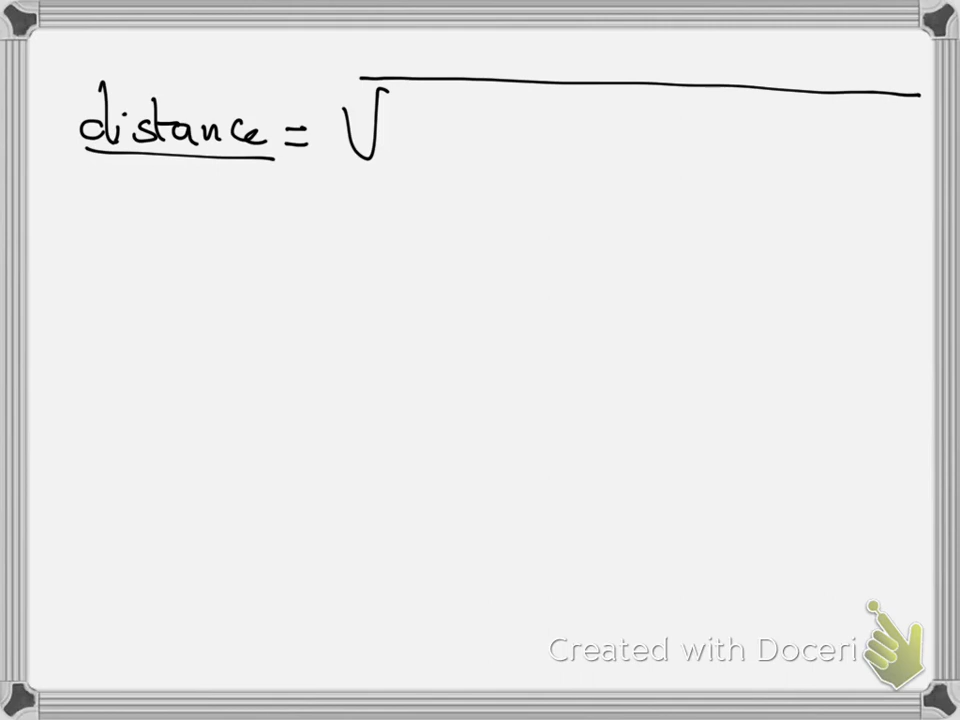 distance = √
Created with Doceri